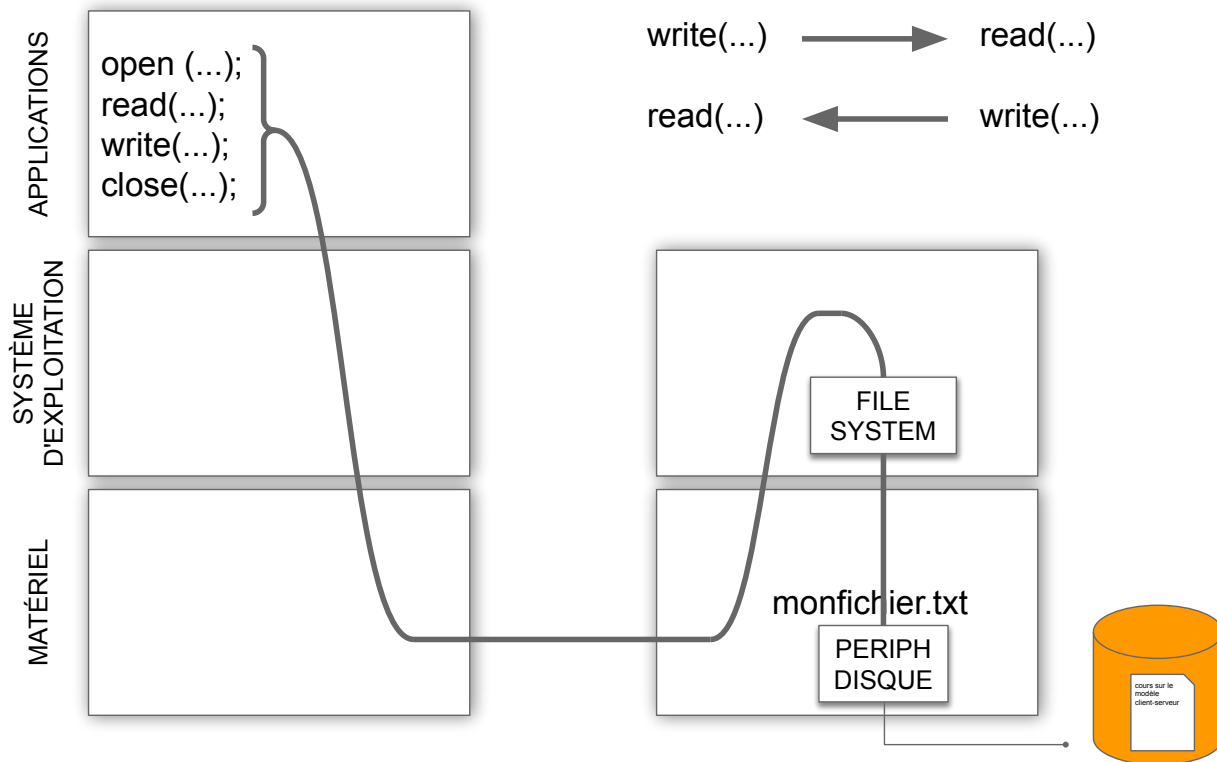 APPLICATIONS
open (...);
read(...);
write(...);
close(...);
write(...)
read(...)
read(...)
write(...)
SYSTÈME
D'EXPLOITATION
FILE
SYSTEM
MATÉRIEL
monfichier.txt
PERIPH
DISQUE
cours sur le
modèle
client-serveur